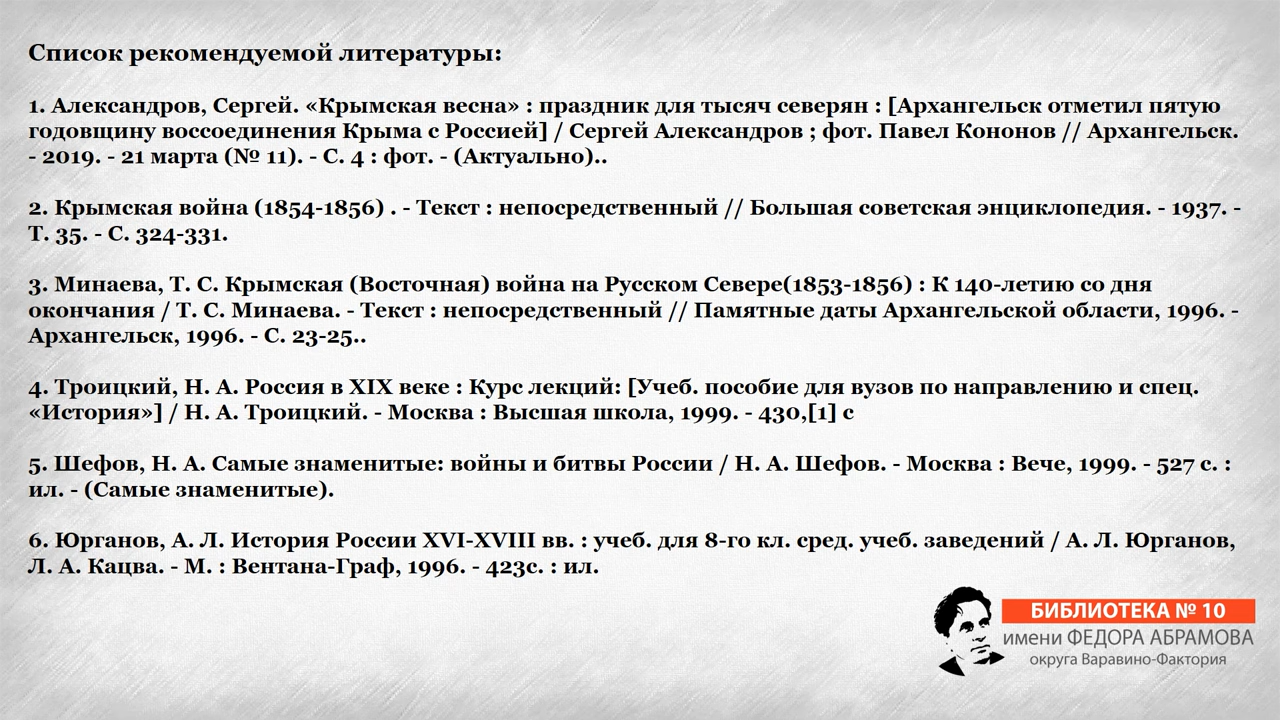 Список рекомендуемой литературы:
1. Александров, Сергей. «Крымская весна» : праздник для тысяч северян : [Архангельск отметил пятую
годовщину воссоединения Крыма с Россией] / Сергей Александров ; фот. Павел Кононов // Архангельск.
- 2019. - 21 марта (№ 11). - С. 4 : фот. - (Актуально)..
2. Крымская война (1854-1856) . - Текст : непосредственный // Большая советская энциклопедия. - 1937. -
Т. 35. - С. 324-331.
3. Минаева, Т. С. Крымская (Восточная) война на Русском Севере(1853-1856) : К 140-летию со дня
окончания / Т. С. Минаева. - Текст : непосредственный // Памятные даты Архангельской области, 1996. -
Архангельск, 1996. - С. 23-25..
4. Троицкий, Н. А. Россия в XIX веке : Курс лекций: [Учеб. пособие для вузов по направлению и спец.
«История»] / Н. А. Троицкий. - Москва : Высшая школа, 1999. - 430,[1] с
5. Шефов, Н. А. Самые знаменитые: войны и битвы России / Н. А. Шефов. - Москва : Вече, 1999. - 527 с. :
ил. - (Самые знаменитые).
6. Юрганов, А. Л. История России XVI-XVIII вв. : учеб. для 8-го кл. сред. учеб. заведений / А. Л. Юрганов,
Л. А. Кацва. - М. : Вентана-Граф, 1996. - 423с. : ил.
БИБЛИОТЕКА № 10
имени ФЕДОРА АБРАМОВА
округа Варавино-Фактория